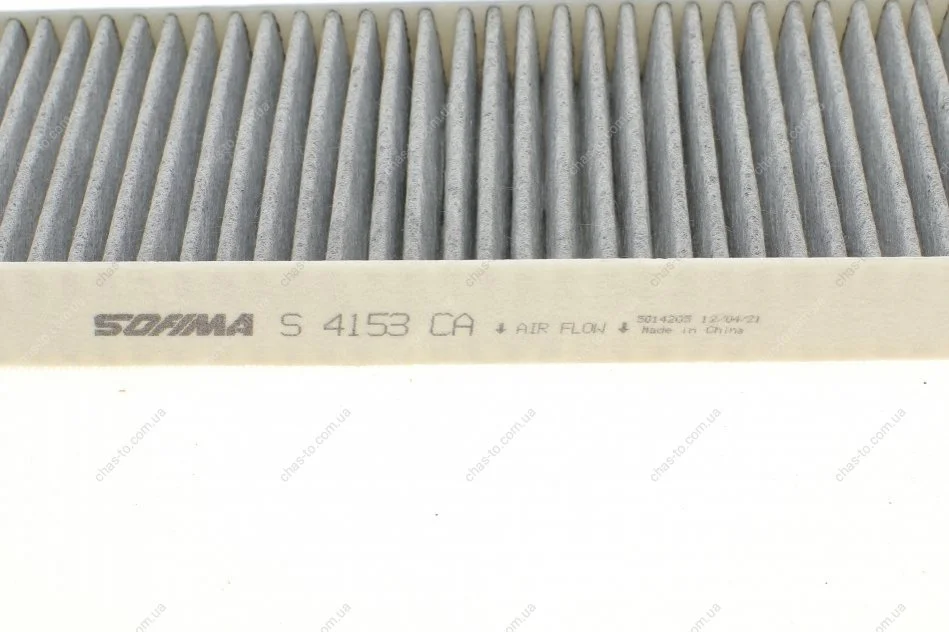 SOFIMA S 4153 CA ↓ AIR FLOW ↓ 5014205 12/04/21
Made in China
chas-to.com.ua